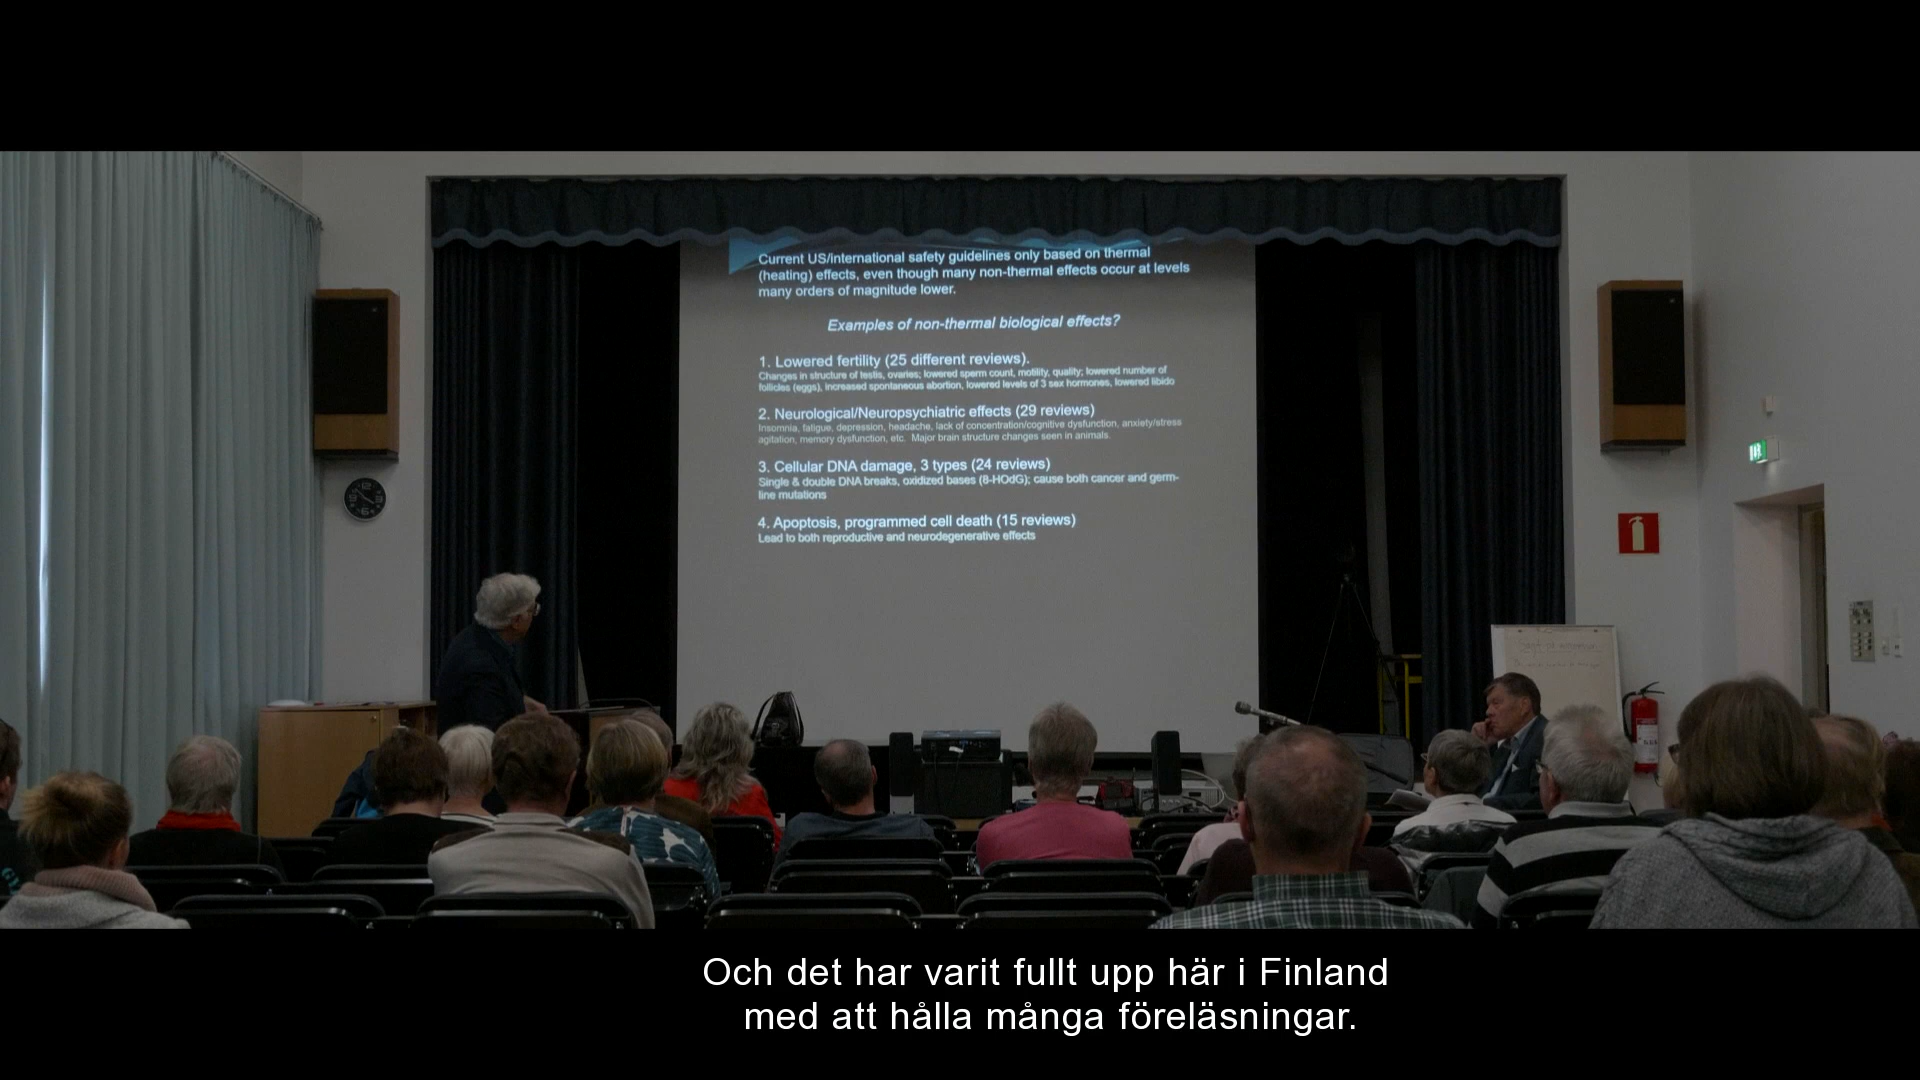 Current US/international safety guidelines only based on thermal
(heating) effects, even though many non-thermal effects occur at levels
many orders of magnitude lower.
Examples of non-thermal biological effects?
1. Lowered fertility (25 different reviews).
Changes in structure of testis, ovaries; lowered sperm count, motility, quality; lowered number of
follicles (eggs), increased spontaneous abortion, lowered levels of 3 sex hormones, lowered libido
2. Neurological/Neuropsychiatric effects (29 reviews)
Insomnia, fatigue, depression, headache, lack of concentration/cognitive dysfunction, anxiety/stress
agitation, memory dysfunction, etc. Major brain structure changes seen in animals.
3. Cellular DNA damage, 3 types (24 reviews)
Single & double DNA breaks, oxidized bases (8-HOdG); cause both cancer and germ-
line mutations
4. Apoptosis, programmed cell death (15 reviews)
Lead to both reproductive and neurodegenerative effects
Och det har varit fullt upp här i Finland
med att hålla många föreläsningar.